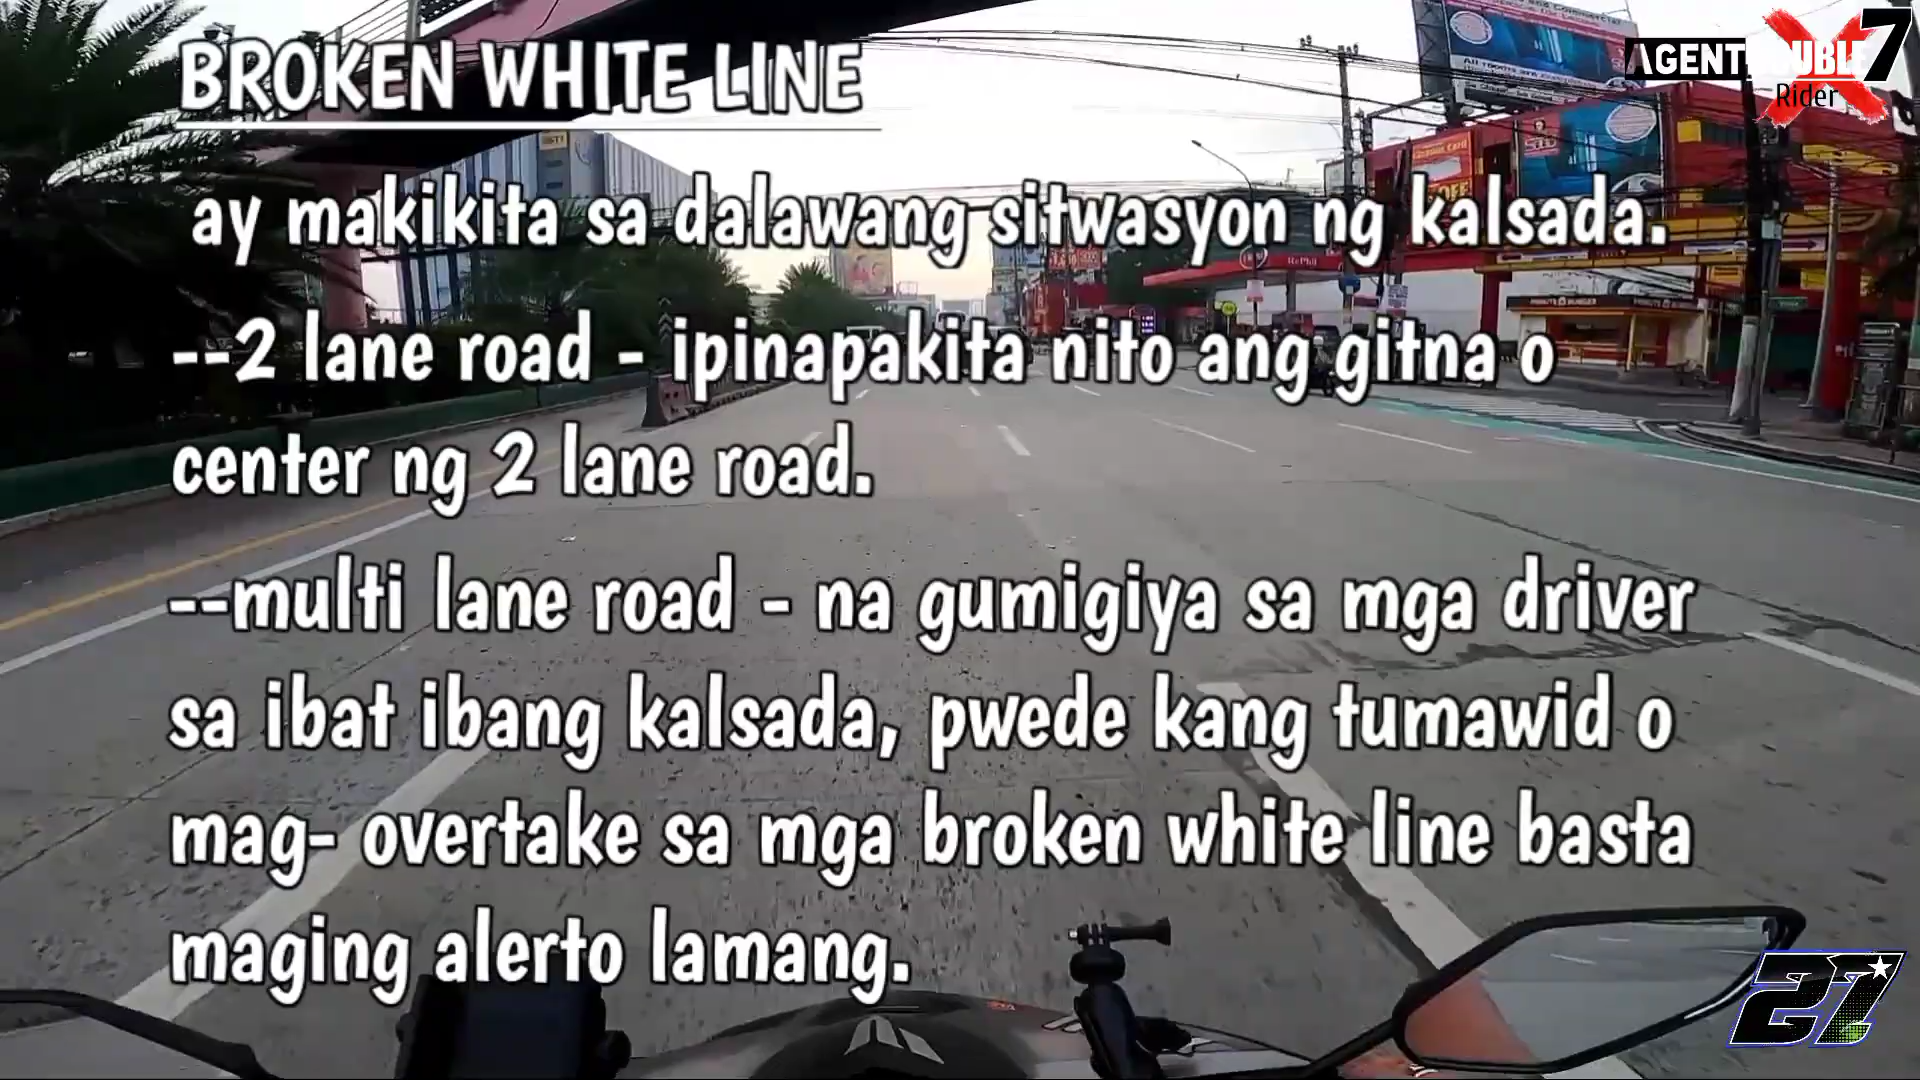 BROKEN WHITE LINE
ay makikita sa dalawang sitwasyon ng kalsada.
--2 lane road - ipinapakita nito ang gitna o
center ng 2 lane road.
--multi lane road - na gumigiya sa mga driver
sa ibat ibang kalsada, pwede kang tumawid o
mag- overtake sa mga broken white line basta
maging alerto lamang.
AGENT DOUBLE 7
Rider
27